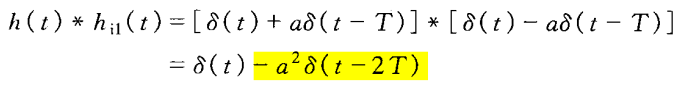 h(t) * h_{i1}(t) = [δ(t) + aδ(t − T)] * [δ(t) − aδ(t − T)]
= δ(t) − a²δ(t − 2T)